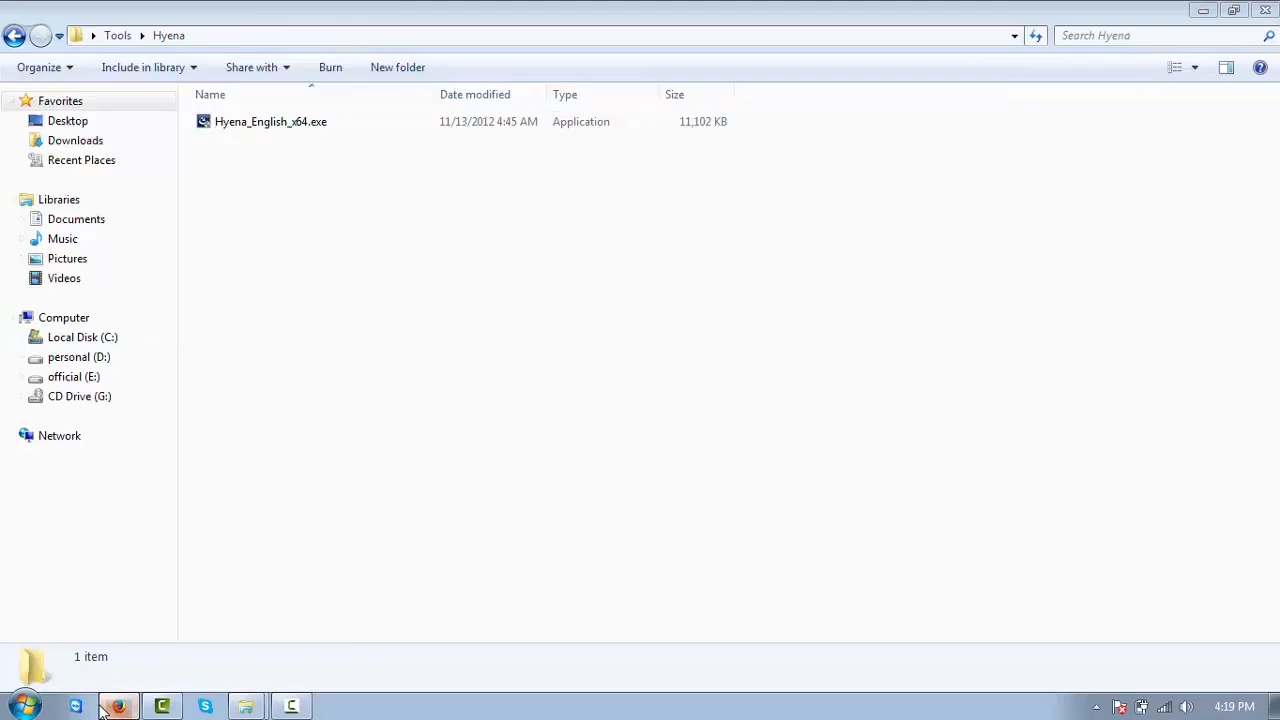 Tools Hyena
Search Hyena
Organize Include in library Share with Burn New folder
Name Date modified Type Size
Hyena_English_x64.exe 11/13/2012 4:45 AM Application 11,102 KB
Favorites
Desktop
Downloads
Recent Places
Libraries
Documents
Music
Pictures
Videos
Computer
Local Disk (C:)
personal (D:)
official (E:)
CD Drive (G:)
Network
1 item
4:19 PM